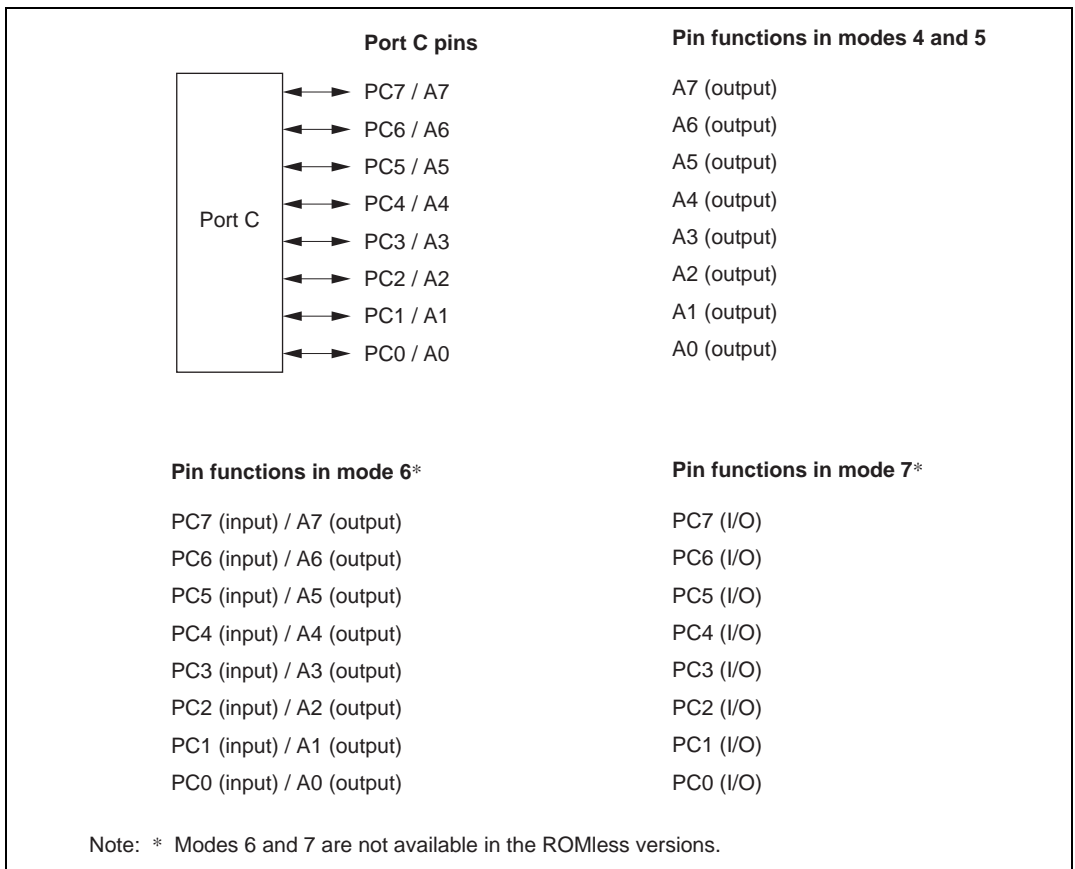 Port C pins
Pin functions in modes 4 and 5
Port C
PC7 / A7
A7 (output)
PC6 / A6
A6 (output)
PC5 / A5
A5 (output)
PC4 / A4
A4 (output)
PC3 / A3
A3 (output)
PC2 / A2
A2 (output)
PC1 / A1
A1 (output)
PC0 / A0
A0 (output)
Pin functions in mode 6*
PC7 (input) / A7 (output)
PC6 (input) / A6 (output)
PC5 (input) / A5 (output)
PC4 (input) / A4 (output)
PC3 (input) / A3 (output)
PC2 (input) / A2 (output)
PC1 (input) / A1 (output)
PC0 (input) / A0 (output)
Pin functions in mode 7*
PC7 (I/O)
PC6 (I/O)
PC5 (I/O)
PC4 (I/O)
PC3 (I/O)
PC2 (I/O)
PC1 (I/O)
PC0 (I/O)
Note: * Modes 6 and 7 are not available in the ROMless versions.